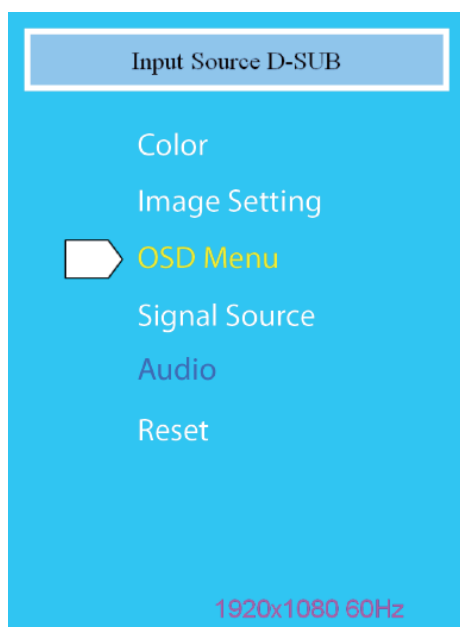 Input Source D-SUB
Color
Image Setting
OSD Menu
Signal Source
Audio
Reset
1920x1080 60Hz